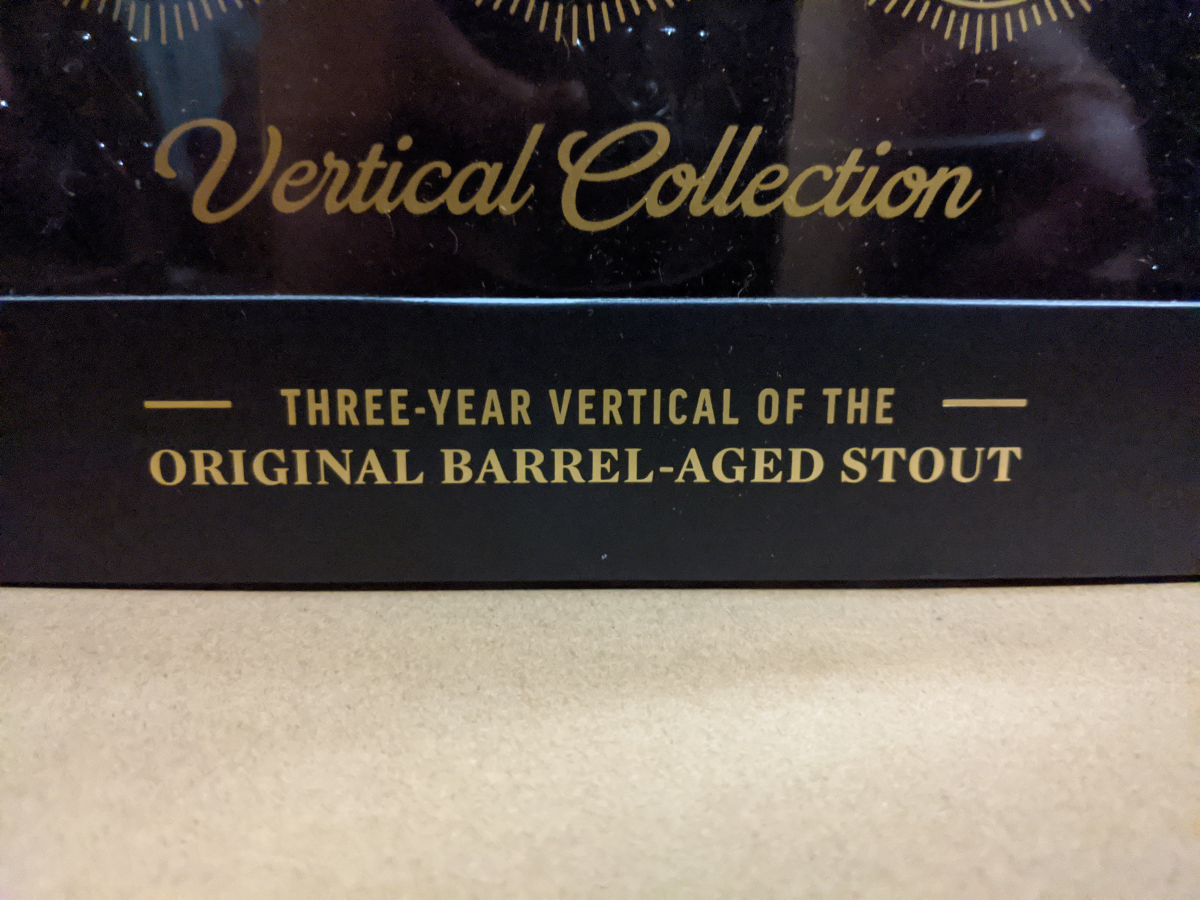 Vertical Collection
THREE-YEAR VERTICAL OF THE
ORIGINAL BARREL-AGED STOUT